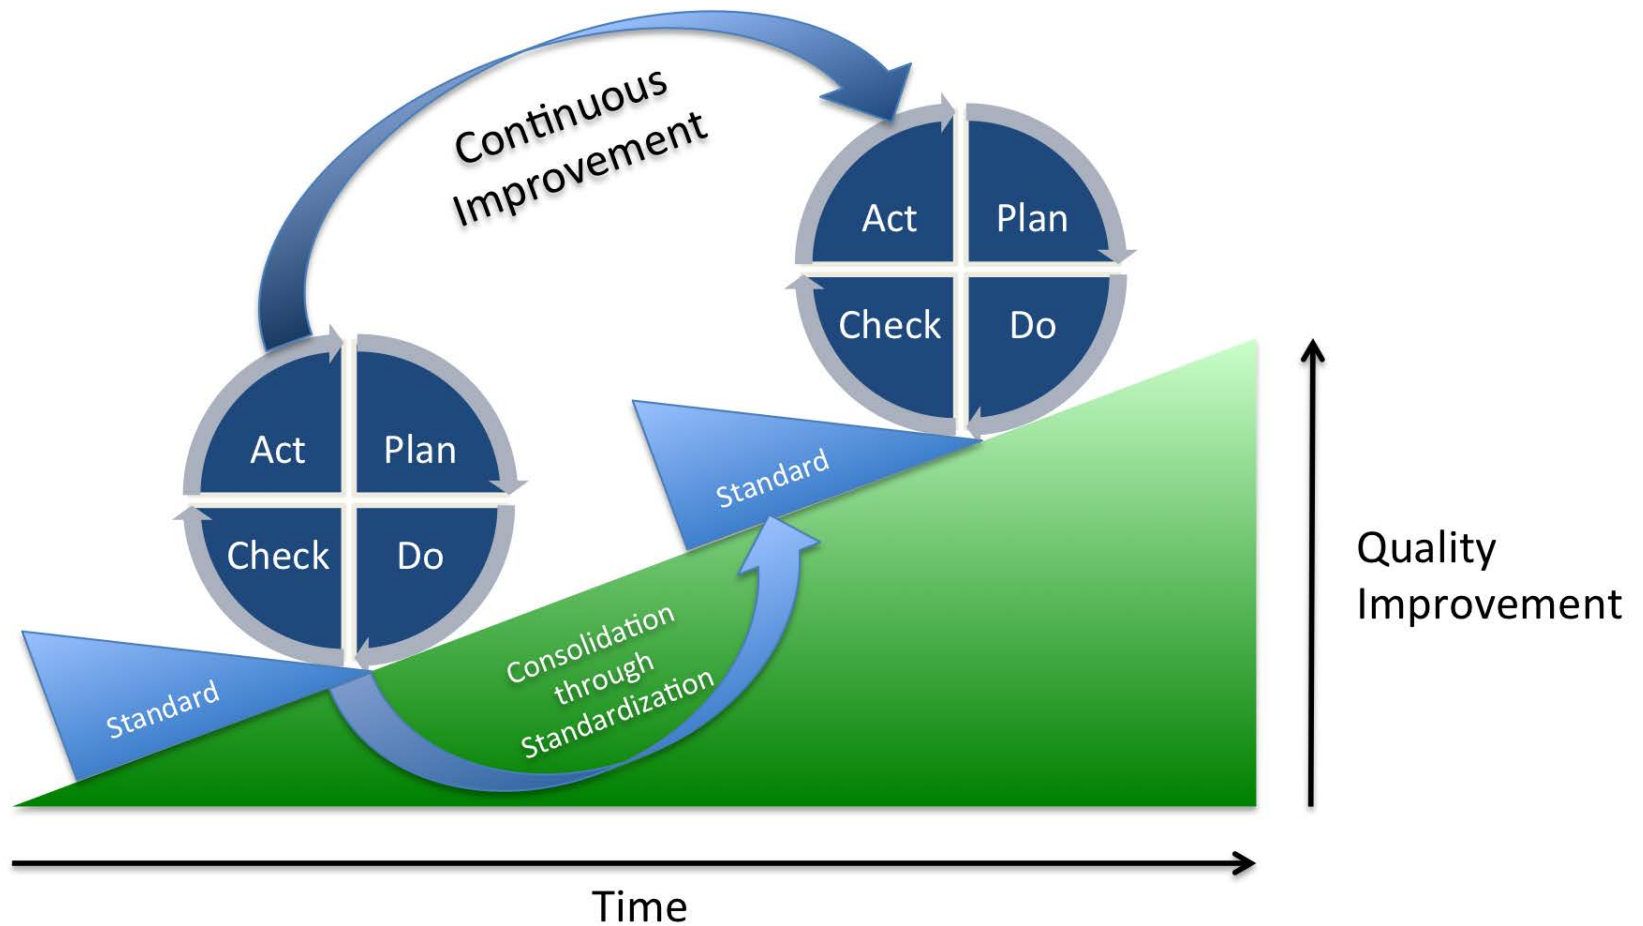 Continuous
Improvement
Act
Plan
Check
Do
Act
Plan
Check
Do
Standard
Standard
Consolidation
through
Standardization
Quality
Improvement
Time